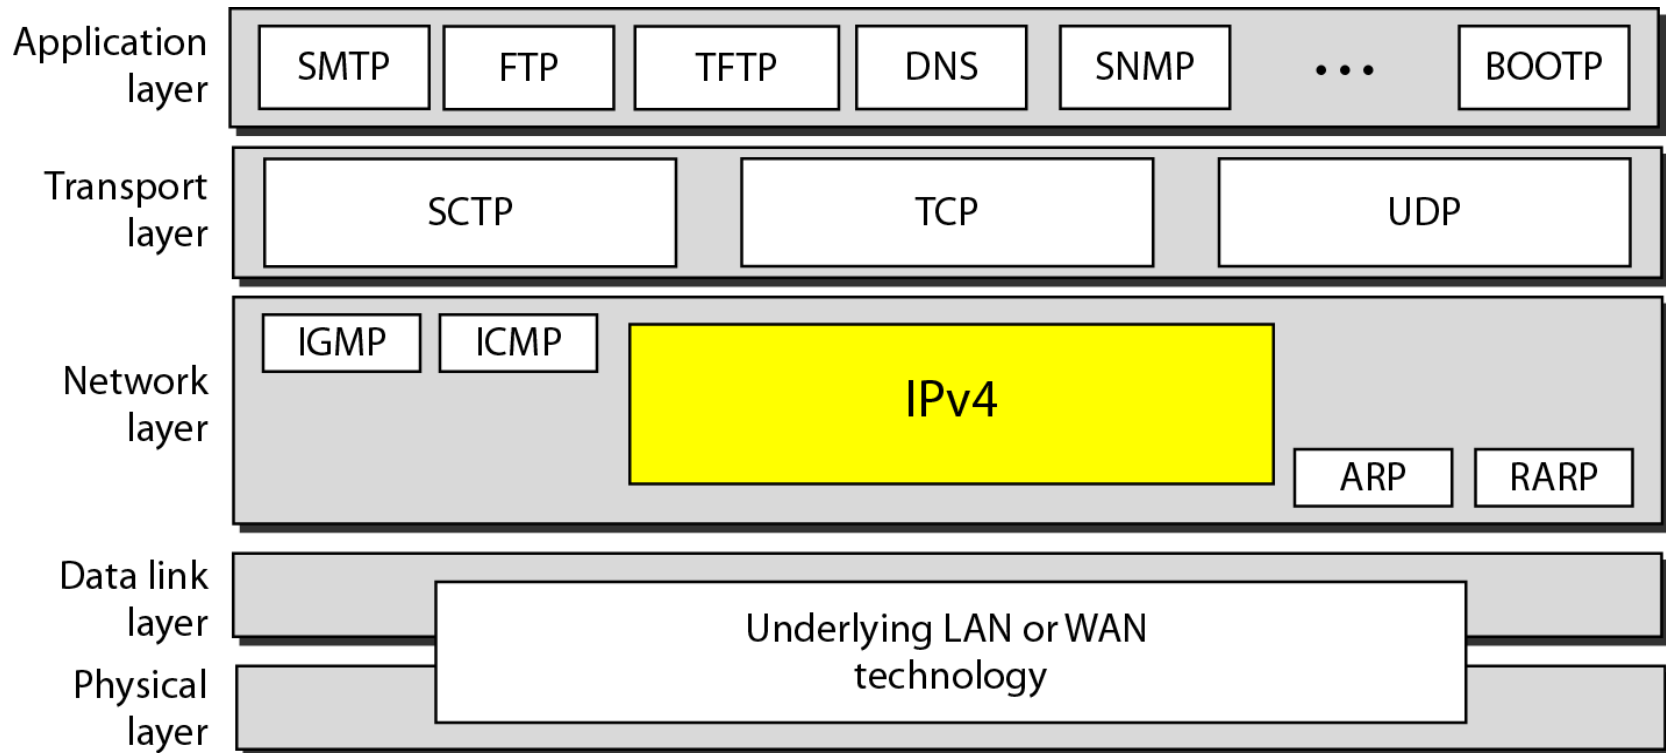 Application
layer
SMTP
FTP
TFTP
DNS
SNMP
...
BOOTP
Transport
layer
SCTP
TCP
UDP
Network
layer
IGMP
ICMP
IPv4
ARP
RARP
Data link
layer
Underlying LAN or WAN
technology
Physical
layer